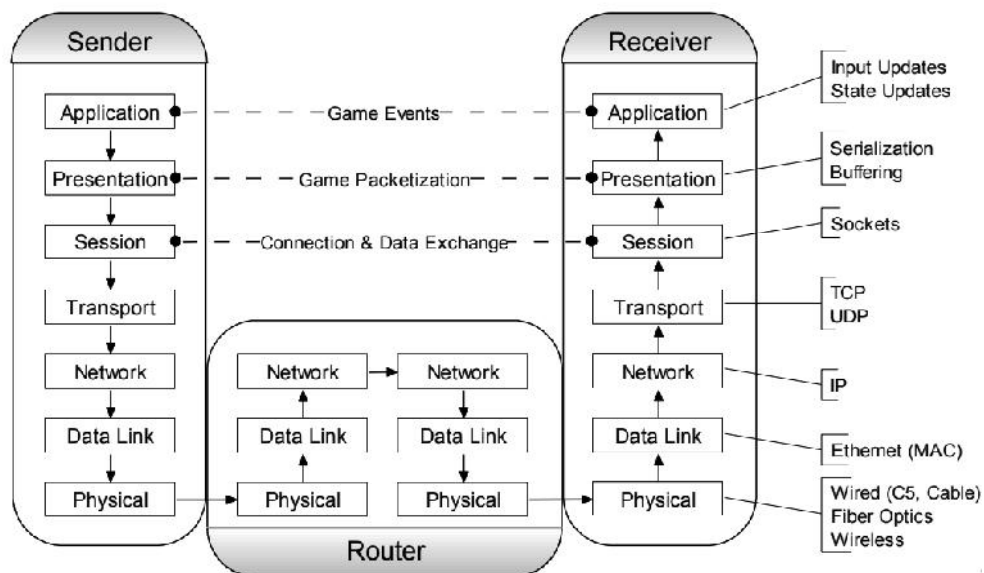 Sender
Receiver
Application
Game Events
Application
Input Updates
State Updates
Presentation
Game Packetization
Presentation
Serialization
Buffering
Session
Connection & Data Exchange
Session
Sockets
Transport
Transport
TCP
UDP
Network
Network
Network
Network
IP
Data Link
Data Link
Data Link
Data Link
Ethernet (MAC)
Physical
Physical
Physical
Physical
Wired (C5, Cable)
Fiber Optics
Wireless
Router